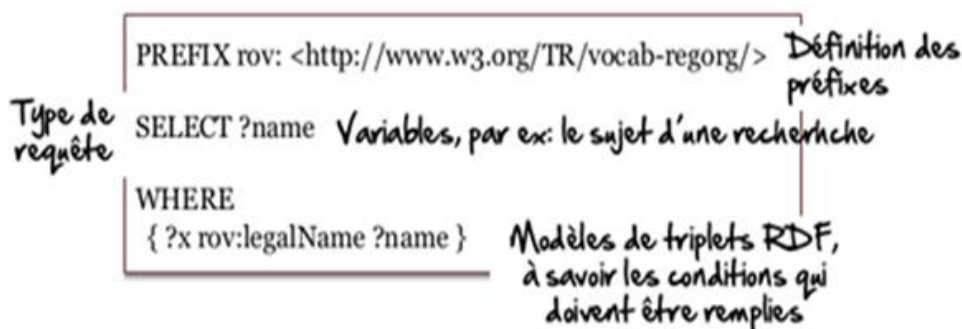 PREFIX rov: <http://www.w3.org/TR/vocab-regorg/>
Définition des
préfixes
Type de
requête
SELECT ?name
Variables, par ex: le sujet d'une recherhche
WHERE
{ ?x rov:legalName ?name }
Modèles de triplets RDF,
à savoir les conditions qui
doivent être remplies